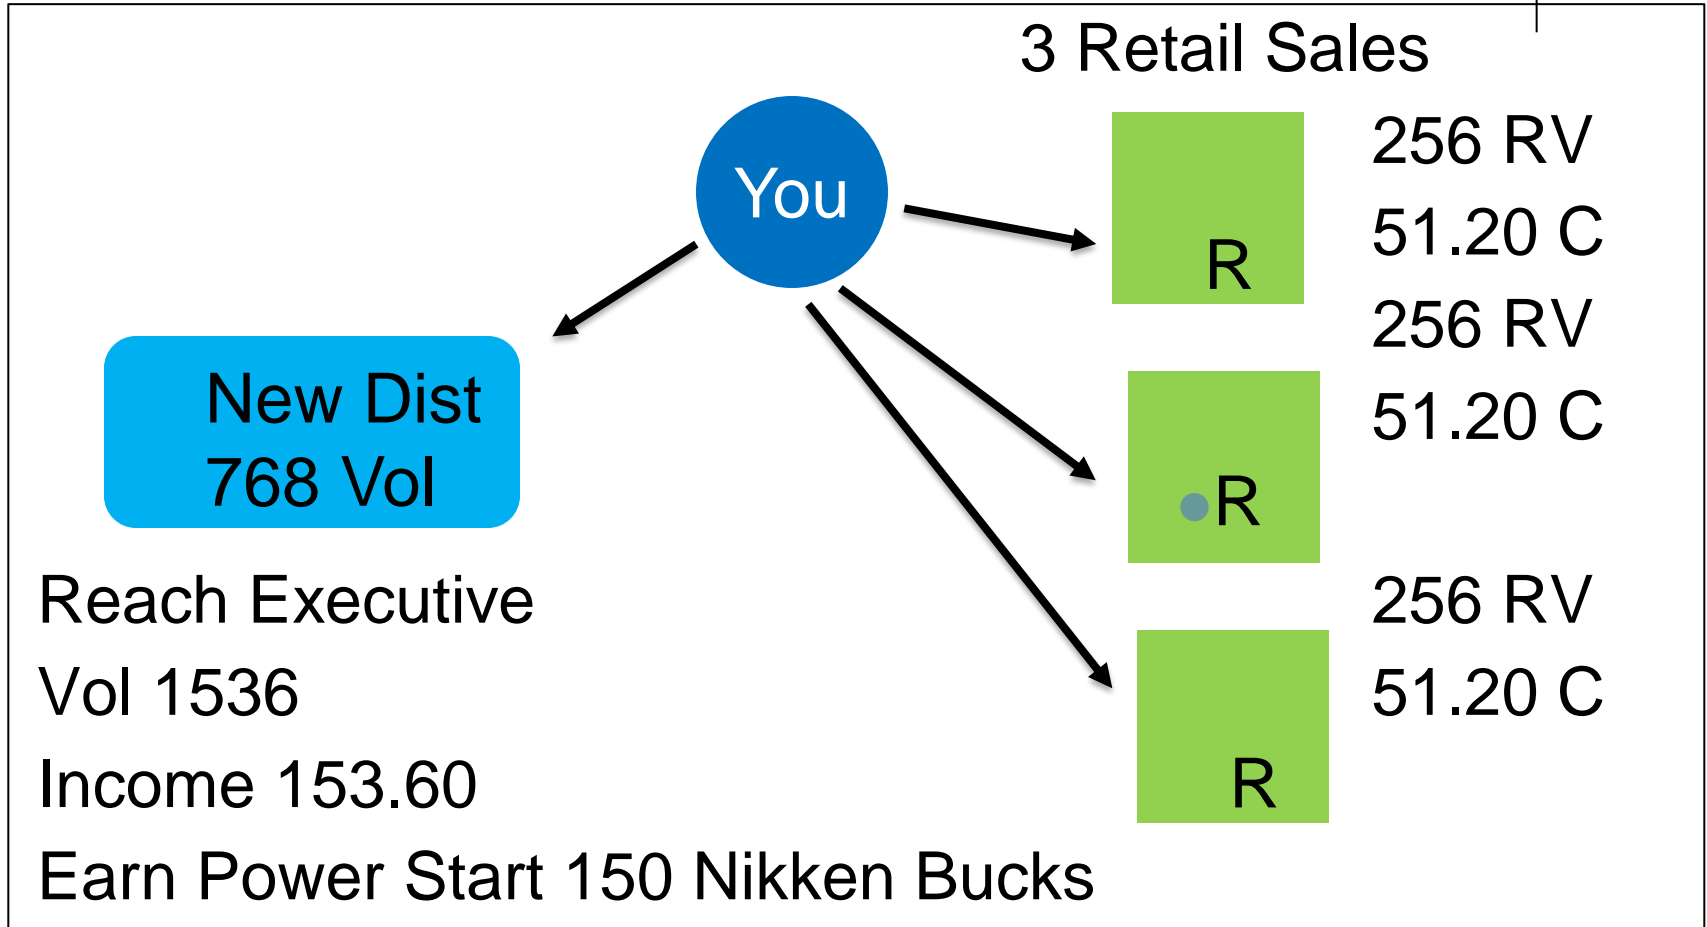 3 Retail Sales
You
R
256 RV
51.20 C
256 RV
51.20 C
New Dist
768 Vol
R
Reach Executive
Vol 1536
Income 153.60
Earn Power Start 150 Nikken Bucks
256 RV
51.20 C
R